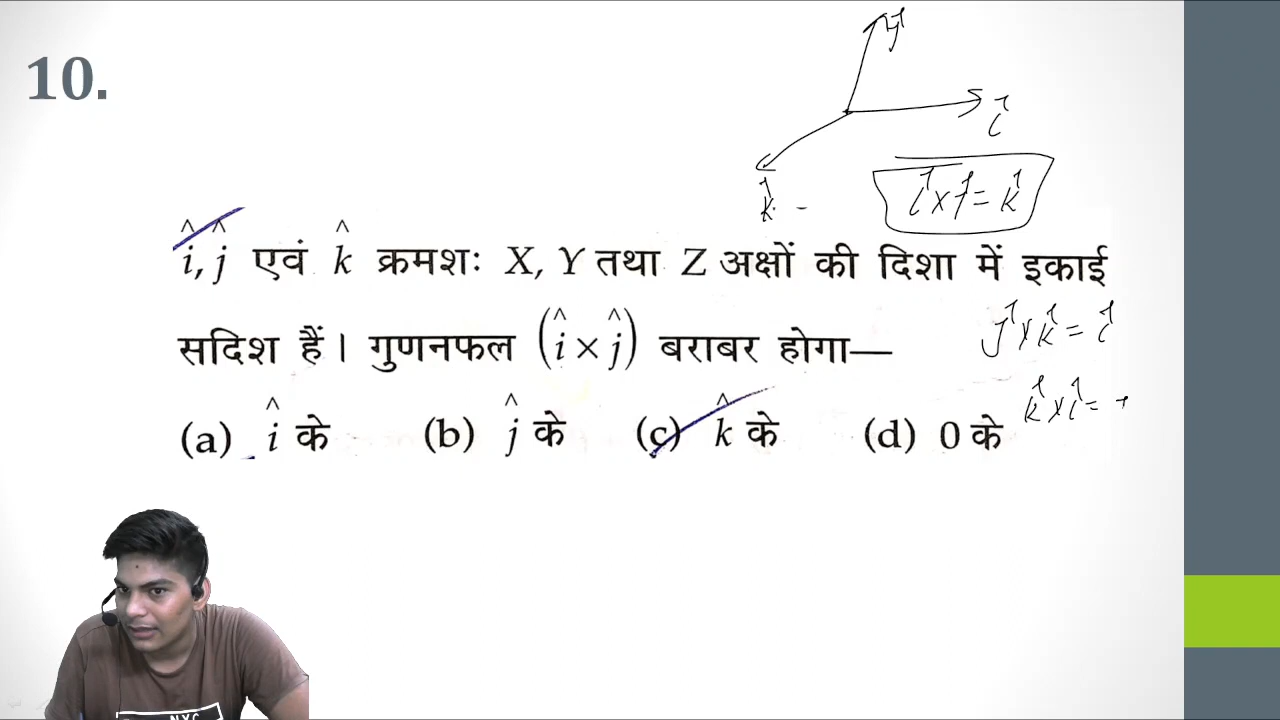 10.
ĵ
î
k̂
î × ĵ = k̂
î, ĵ एवं k̂ क्रमशः X, Y तथा Z अक्षों की दिशा में इकाई
सदिश हैं। गुणनफल (î × ĵ) बराबर होगा—
ĵ × k̂ = î
k̂ × î =
(a) î के (b) ĵ के (c) k̂ के (d) 0 के